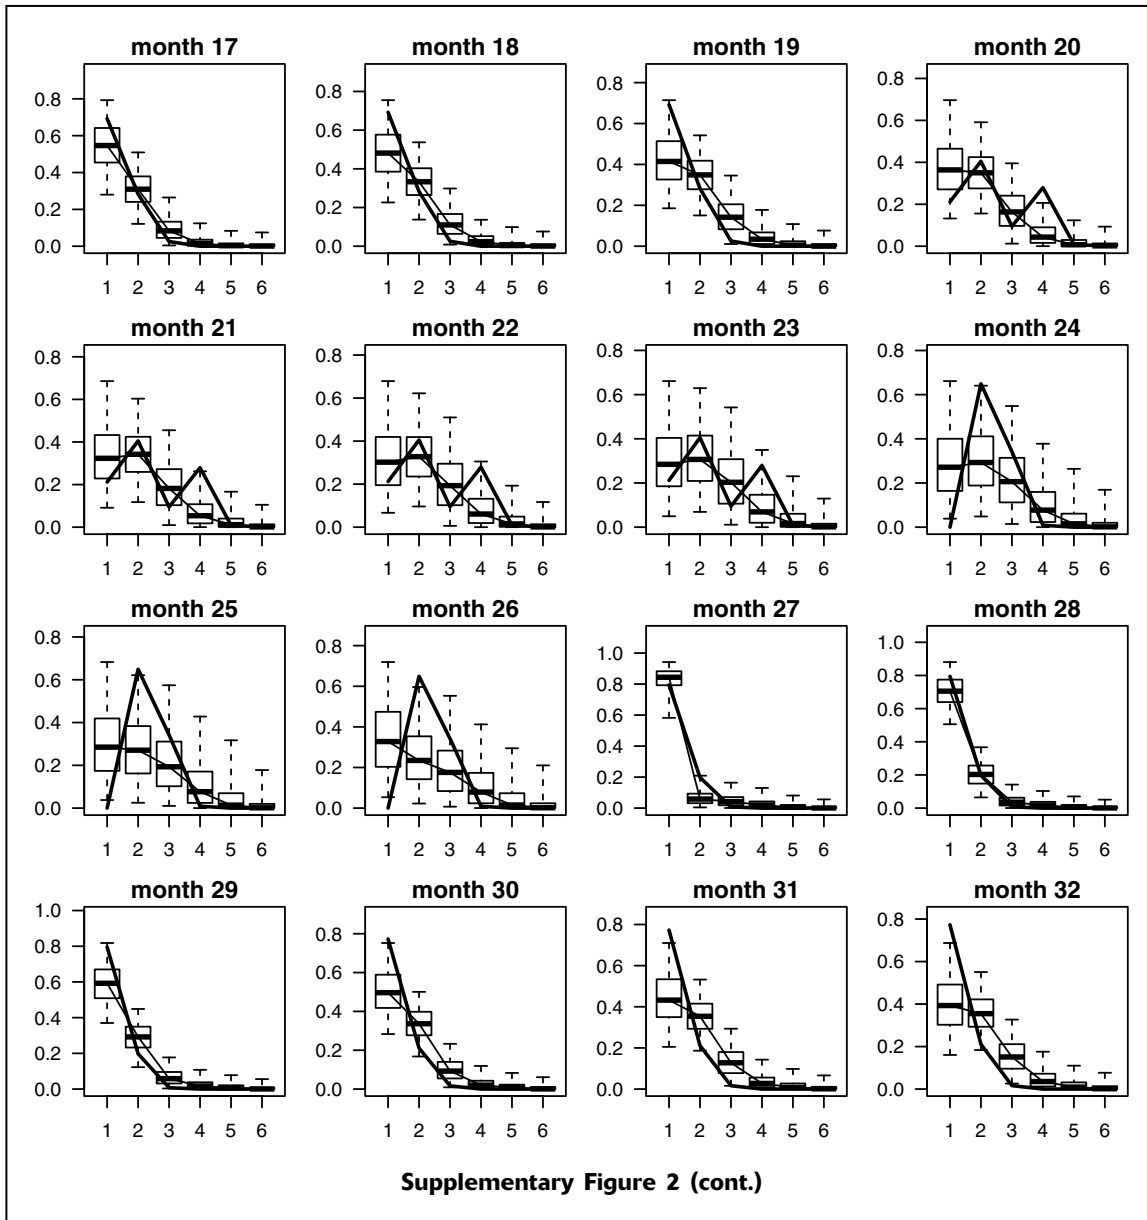 month 17 month 18 month 19 month 20
0.8 0.8 0.8 0.8
0.6 0.6 0.6 0.6
0.4 0.4 0.4 0.4
0.2 0.2 0.2 0.2
0.0 0.0 0.0 0.0
1 2 3 4 5 6 1 2 3 4 5 6 1 2 3 4 5 6 1 2 3 4 5 6
month 21 month 22 month 23 month 24
0.8 0.8 0.8 0.8
0.6 0.6 0.6 0.6
0.4 0.4 0.4 0.4
0.2 0.2 0.2 0.2
0.0 0.0 0.0 0.0
1 2 3 4 5 6 1 2 3 4 5 6 1 2 3 4 5 6 1 2 3 4 5 6
month 25 month 26 month 27 month 28
0.8 0.8 1.0 1.0
0.6 0.6 0.8 0.8
0.4 0.4 0.6 0.6
0.2 0.2 0.4 0.4
0.0 0.0 0.2 0.2
0.0 0.0
1 2 3 4 5 6 1 2 3 4 5 6 1 2 3 4 5 6 1 2 3 4 5 6
month 29 month 30 month 31 month 32
1.0 0.8 0.8 0.8
0.8 0.6 0.6 0.6
0.6 0.4 0.4 0.4
0.4 0.2 0.2 0.2
0.2 0.0 0.0 0.0
0.0
1 2 3 4 5 6 1 2 3 4 5 6 1 2 3 4 5 6 1 2 3 4 5 6
Supplementary Figure 2 (cont.)